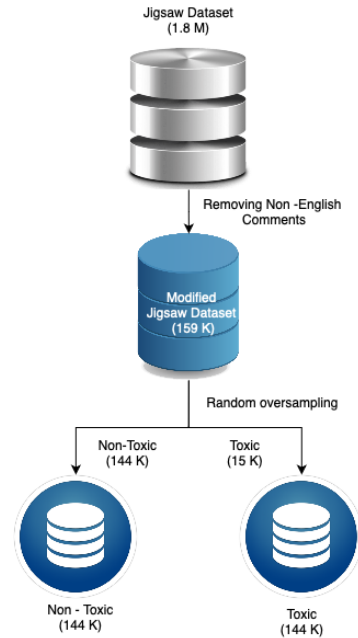 Jigsaw Dataset
(1.8 M)
Removing Non -English
Comments
Modified
Jigsaw Dataset
(159 K)
Random oversampling
Non-Toxic
(144 K)
Toxic
(15 K)
Non - Toxic
(144 K)
Toxic
(144 K)